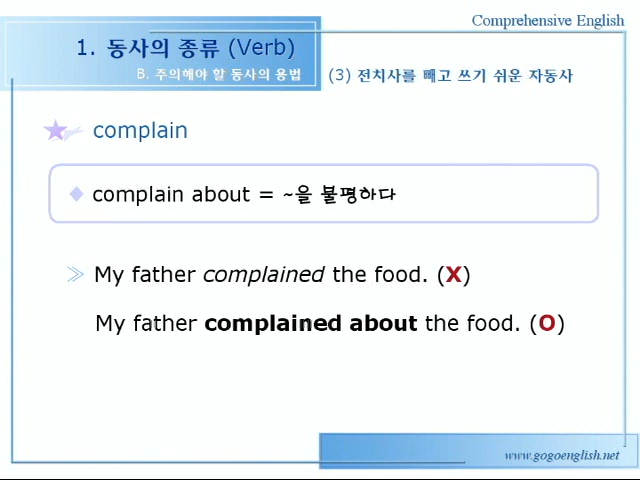 Comprehensive English
1. 동사의 종류 (Verb)
B. 주의해야 할 동사의 용법
(3) 전치사를 빼고 쓰기 쉬운 자동사
complain
complain about = ~을 불평하다
My father complained the food. (X)
My father complained about the food. (O)
www.gogoenglish.net